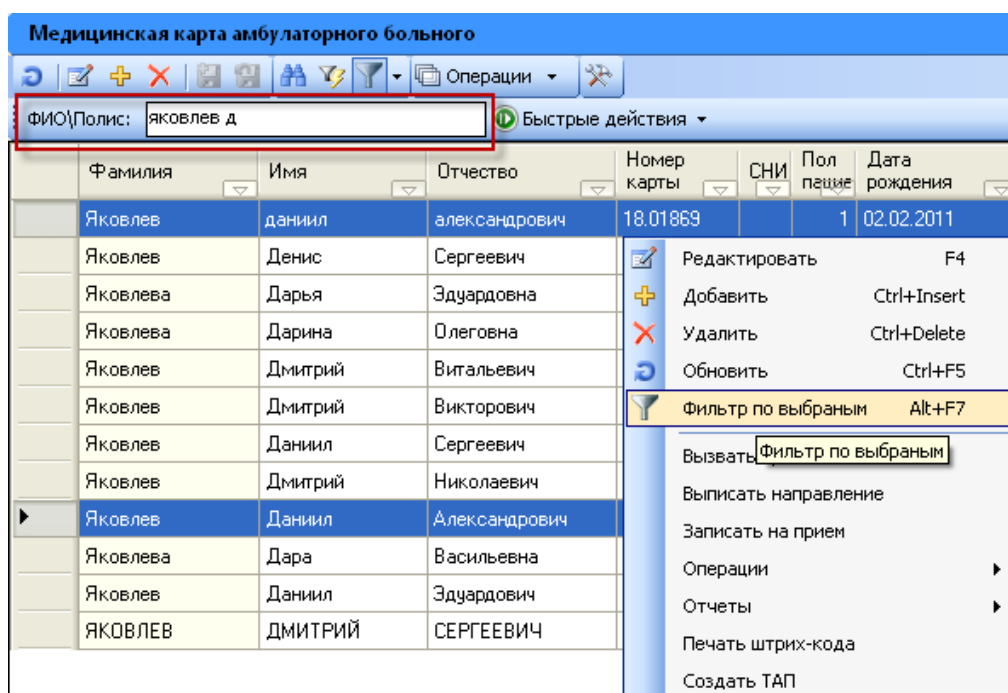 Медицинская карта амбулаторного больного
Операции
ФИО\Полис: яковлев д Быстрые действия
Фамилия Имя Отчество Номер карты СНИ Пол Дата рождения
Яковлев даниил александрович 18.01869 1 02.02.2011
Яковлев Денис Сергеевич
Яковлева Дарья Эдуардовна
Яковлева Дарина Олеговна
Яковлев Дмитрий Витальевич
Яковлев Дмитрий Викторович
Яковлев Даниил Сергеевич
Яковлев Дмитрий Николаевич
Яковлев Даниил Александрович
Яковлева Дара Васильевна
Яковлев Даниил Эдуардович
ЯКОВЛЕВ ДМИТРИЙ СЕРГЕЕВИЧ
Редактировать F4
Добавить Ctrl+Insert
Удалить Ctrl+Delete
Обновить Ctrl+F5
Фильтр по выбраным Alt+F7
Вызвать
Фильтр по выбраным
Выписать направление
Записать на прием
Операции
Отчеты
Печать штрих-кода
Создать ТАП